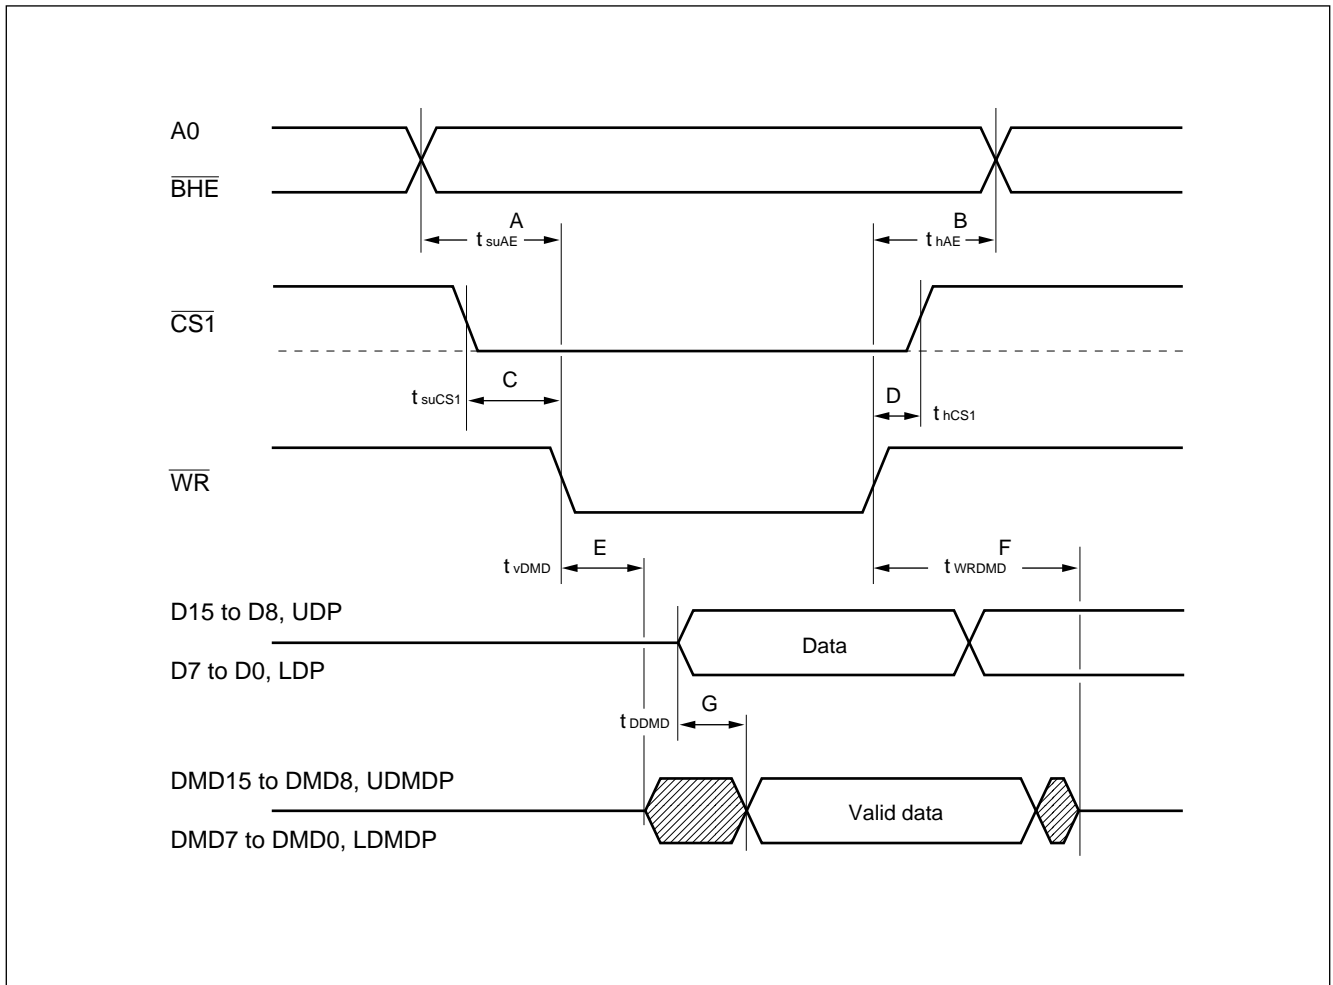 A0
BHE
A
t suAE
B
t hAE
CS1
C
t suCS1
D
t hCS1
WR
E
t vDMD
F
t WRDMD
D15 to D8, UDP
Data
D7 to D0, LDP
G
t DDMD
DMD15 to DMD8, UDMDP
Valid data
DMD7 to DMD0, LDMDP